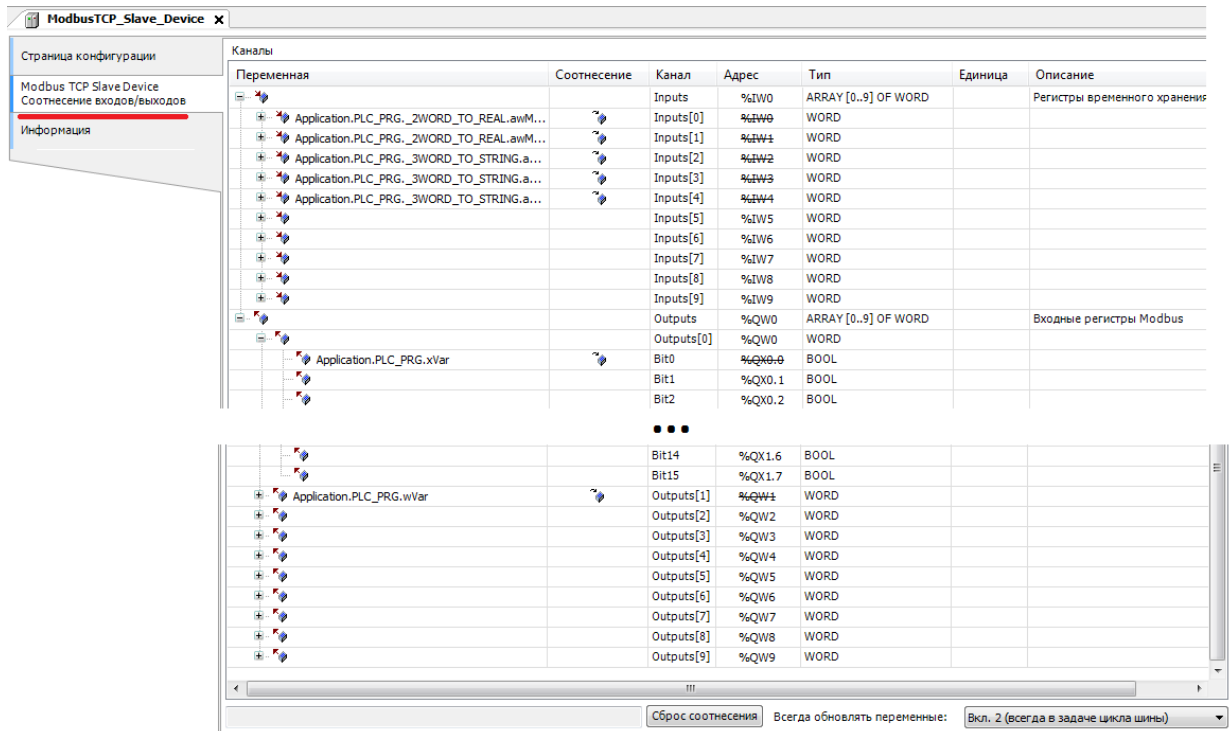 ModbusTCP_Slave_Device x
Страница конфигурации
Modbus TCP Slave Device
Соотнесение входов/выходов
Информация
Каналы
Переменная Соотнесение Канал Адрес Тип Единица Описание
Inputs %IW0 ARRAY [0..9] OF WORD Регистры временного хранения
Application.PLC_PRG._2WORD_TO_REAL.awM... Inputs[0] %IW0 WORD
Application.PLC_PRG._2WORD_TO_REAL.awM... Inputs[1] %IW1 WORD
Application.PLC_PRG._3WORD_TO_STRING.a... Inputs[2] %IW2 WORD
Application.PLC_PRG._3WORD_TO_STRING.a... Inputs[3] %IW3 WORD
Application.PLC_PRG._3WORD_TO_STRING.a... Inputs[4] %IW4 WORD
Inputs[5] %IW5 WORD
Inputs[6] %IW6 WORD
Inputs[7] %IW7 WORD
Inputs[8] %IW8 WORD
Inputs[9] %IW9 WORD
Outputs %QW0 ARRAY [0..9] OF WORD Входные регистры Modbus
Outputs[0] %QW0 WORD
Application.PLC_PRG.xVar Bit0 %QX0.0 BOOL
Bit1 %QX0.1 BOOL
Bit2 %QX0.2 BOOL
...
Bit14 %QX1.6 BOOL
Bit15 %QX1.7 BOOL
Application.PLC_PRG.wVar Outputs[1] %QW1 WORD
Outputs[2] %QW2 WORD
Outputs[3] %QW3 WORD
Outputs[4] %QW4 WORD
Outputs[5] %QW5 WORD
Outputs[6] %QW6 WORD
Outputs[7] %QW7 WORD
Outputs[8] %QW8 WORD
Outputs[9] %QW9 WORD
Сброс соотнесения Всегда обновлять переменные: Вкл. 2 (всегда в задаче цикла шины)